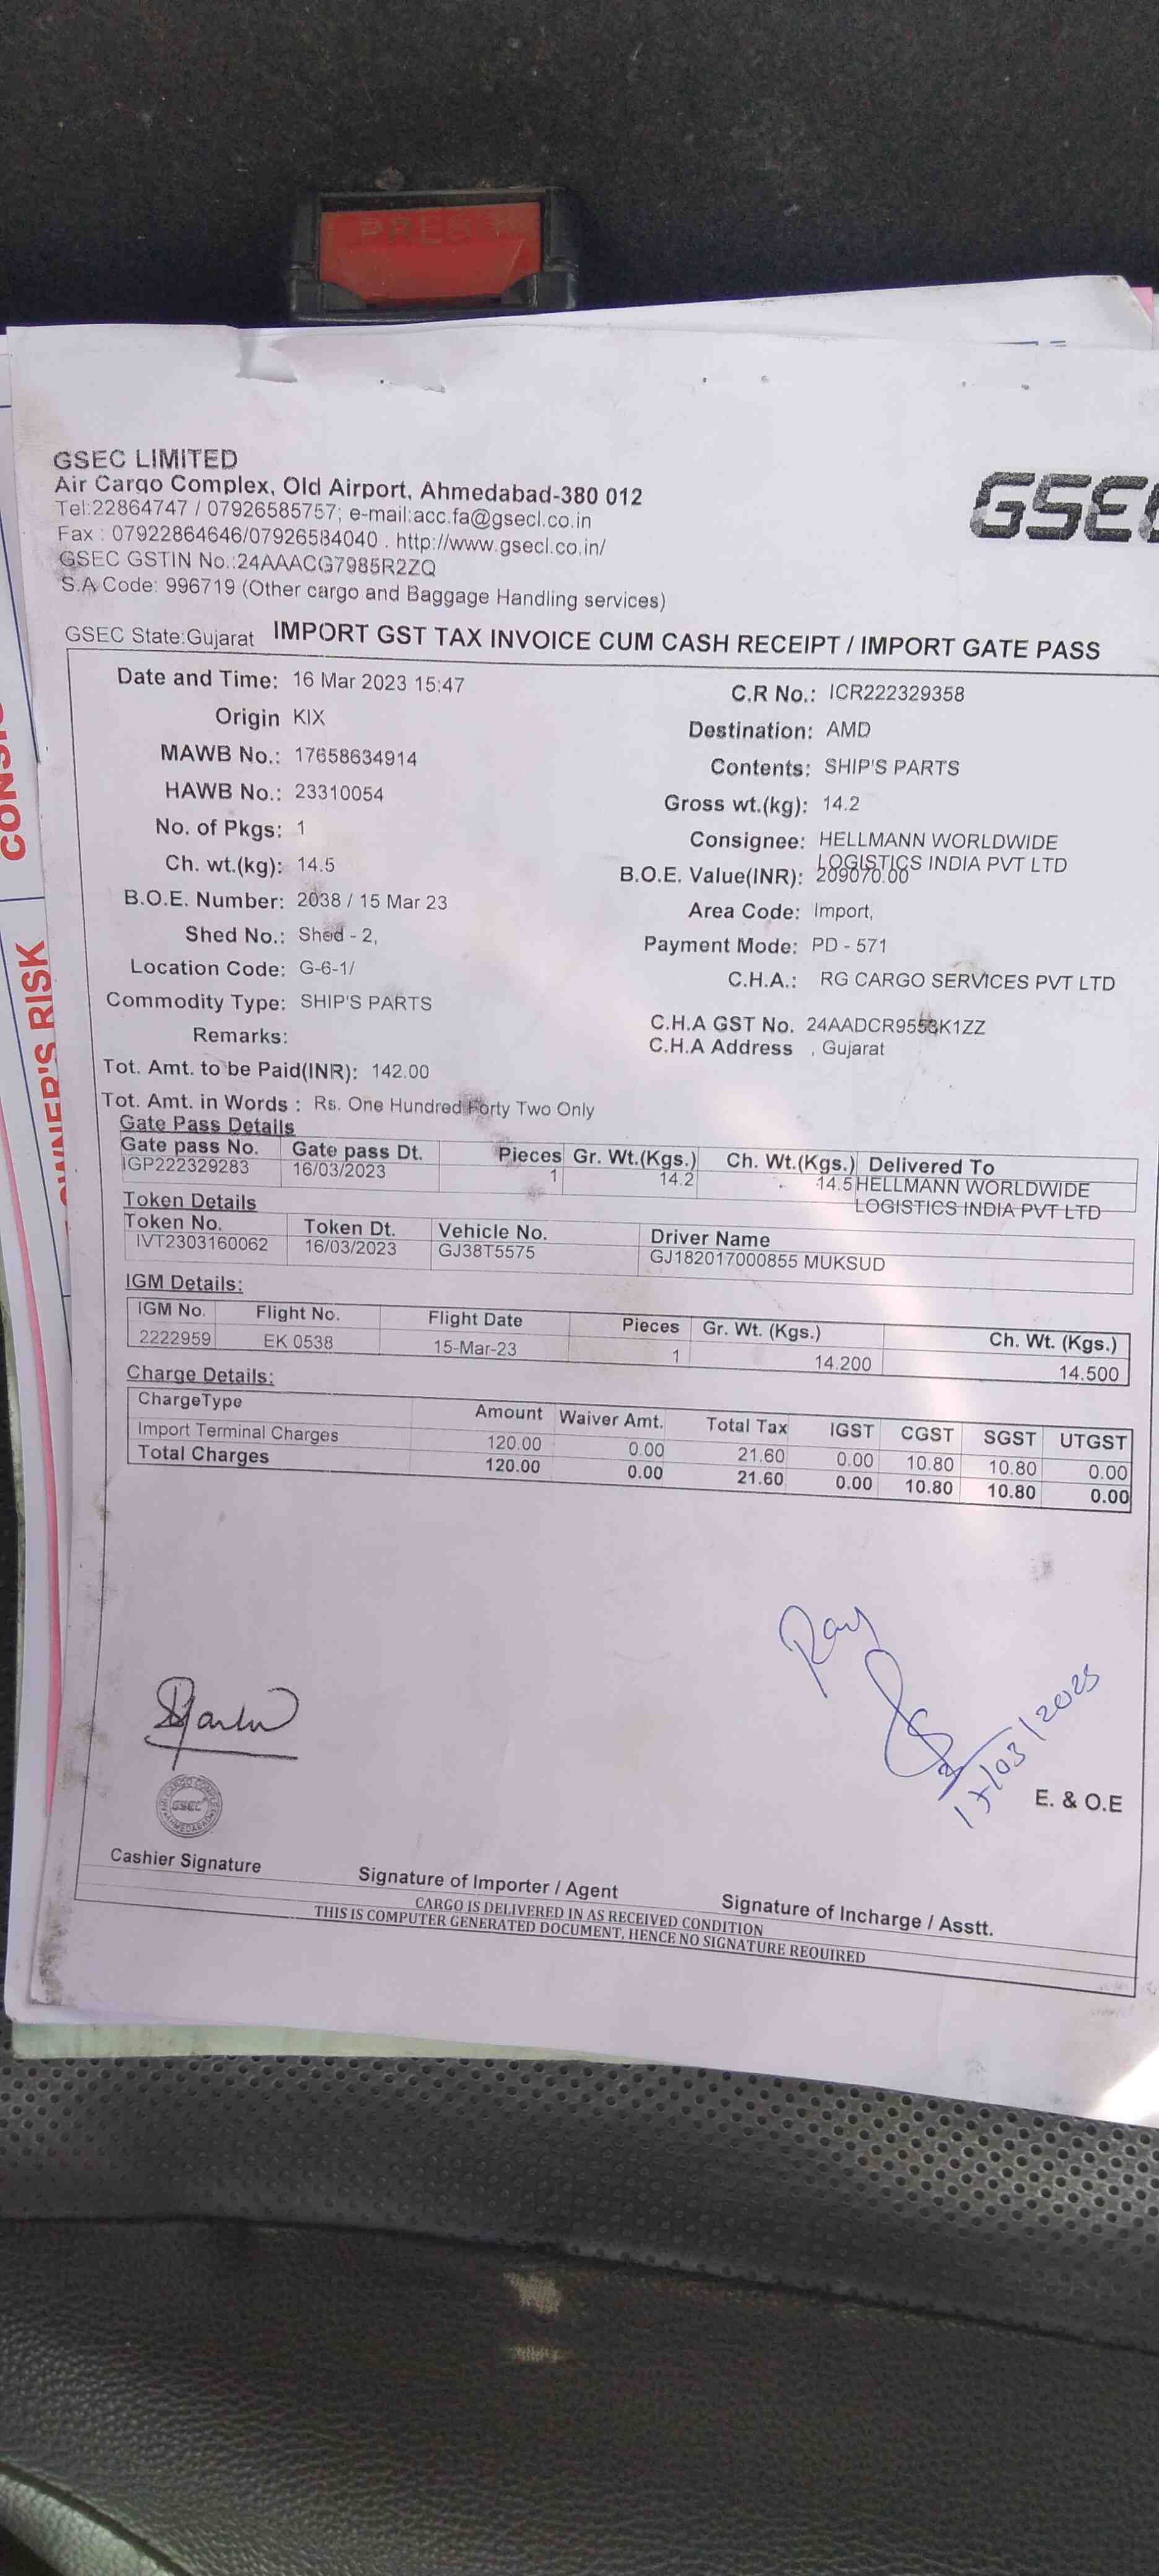 PRESS
GSEC LIMITED
Air Cargo Complex, Old Airport, Ahmedabad-380 012
Tel:22864747 / 07926585757; e-mail:acc.fa@gsecl.co.in
Fax : 07922864646/07926584040 . http://www.gsecl.co.in/
GSEC GSTIN No.:24AAACG7985R2ZQ
S.A Code: 996719 (Other cargo and Baggage Handling services)
GSEC
GSEC State:Gujarat IMPORT GST TAX INVOICE CUM CASH RECEIPT / IMPORT GATE PASS
Date and Time: 16 Mar 2023 15:47 C.R No.: ICR222329358
Origin KIX Destination: AMD
MAWB No.: 17658634914 Contents: SHIP'S PARTS
HAWB No.: 23310054 Gross wt.(kg): 14.2
No. of Pkgs: 1 Consignee: HELLMANN WORLDWIDE
LOGISTICS INDIA PVT LTD
Ch. wt.(kg): 14.5 B.O.E. Value(INR): 209070.00
B.O.E. Number: 2038 / 15 Mar 23 Area Code: Import,
Shed No.: Shed - 2, Payment Mode: PD - 571
Location Code: G-6-1/ C.H.A.: RG CARGO SERVICES PVT LTD
Commodity Type: SHIP'S PARTS C.H.A GST No. 24AADCR9553K1ZZ
Remarks: C.H.A Address , Gujarat
Tot. Amt. to be Paid(INR): 142.00
Tot. Amt. in Words : Rs. One Hundred Forty Two Only
Gate Pass Details
Gate pass No. Gate pass Dt. Pieces Gr. Wt.(Kgs.) Ch. Wt.(Kgs.) Delivered To
IGP222329283 16/03/2023 1 14.2 14.5 HELLMANN WORLDWIDE
LOGISTICS INDIA PVT LTD
Token Details
Token No. Token Dt. Vehicle No. Driver Name
IVT2303160062 16/03/2023 GJ38T5575 GJ182017000855 MUKSUD
IGM Details:
IGM No. Flight No. Flight Date Pieces Gr. Wt. (Kgs.) Ch. Wt. (Kgs.)
2222959 EK 0538 15-Mar-23 1 14.200 14.500
Charge Details:
ChargeType Amount Waiver Amt. Total Tax IGST CGST SGST UTGST
Import Terminal Charges 120.00 0.00 21.60 0.00 10.80 10.80 0.00
Total Charges 120.00 0.00 21.60 0.00 10.80 10.80 0.00
17/03/2023
GSEC
E. & O.E
Cashier Signature Signature of Importer / Agent Signature of Incharge / Asstt.
CARGO IS DELIVERED IN AS RECEIVED CONDITION
THIS IS COMPUTER GENERATED DOCUMENT, HENCE NO SIGNATURE REQUIRED
OWNER'S RISK